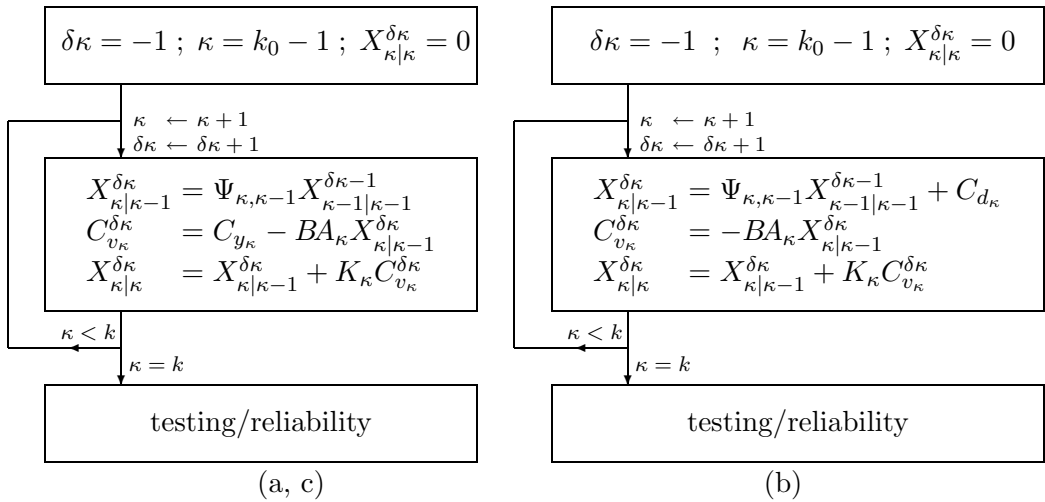 δκ = −1 ; κ = k₀ − 1 ; X^{δκ}_{κ|κ} = 0
κ ← κ + 1
δκ ← δκ + 1
X^{δκ}_{κ|κ−1} = Ψ_{κ,κ−1} X^{δκ−1}_{κ−1|κ−1}
C^{δκ}_{v_κ} = C_{y_κ} − BA_κ X^{δκ}_{κ|κ−1}
X^{δκ}_{κ|κ} = X^{δκ}_{κ|κ−1} + K_κ C^{δκ}_{v_κ}
κ < k
κ = k
testing/reliability
(a, c)
δκ = −1 ; κ = k₀ − 1 ; X^{δκ}_{κ|κ} = 0
κ ← κ + 1
δκ ← δκ + 1
X^{δκ}_{κ|κ−1} = Ψ_{κ,κ−1} X^{δκ−1}_{κ−1|κ−1} + C_{d_κ}
C^{δκ}_{v_κ} = −BA_κ X^{δκ}_{κ|κ−1}
X^{δκ}_{κ|κ} = X^{δκ}_{κ|κ−1} + K_κ C^{δκ}_{v_κ}
κ < k
κ = k
testing/reliability
(b)